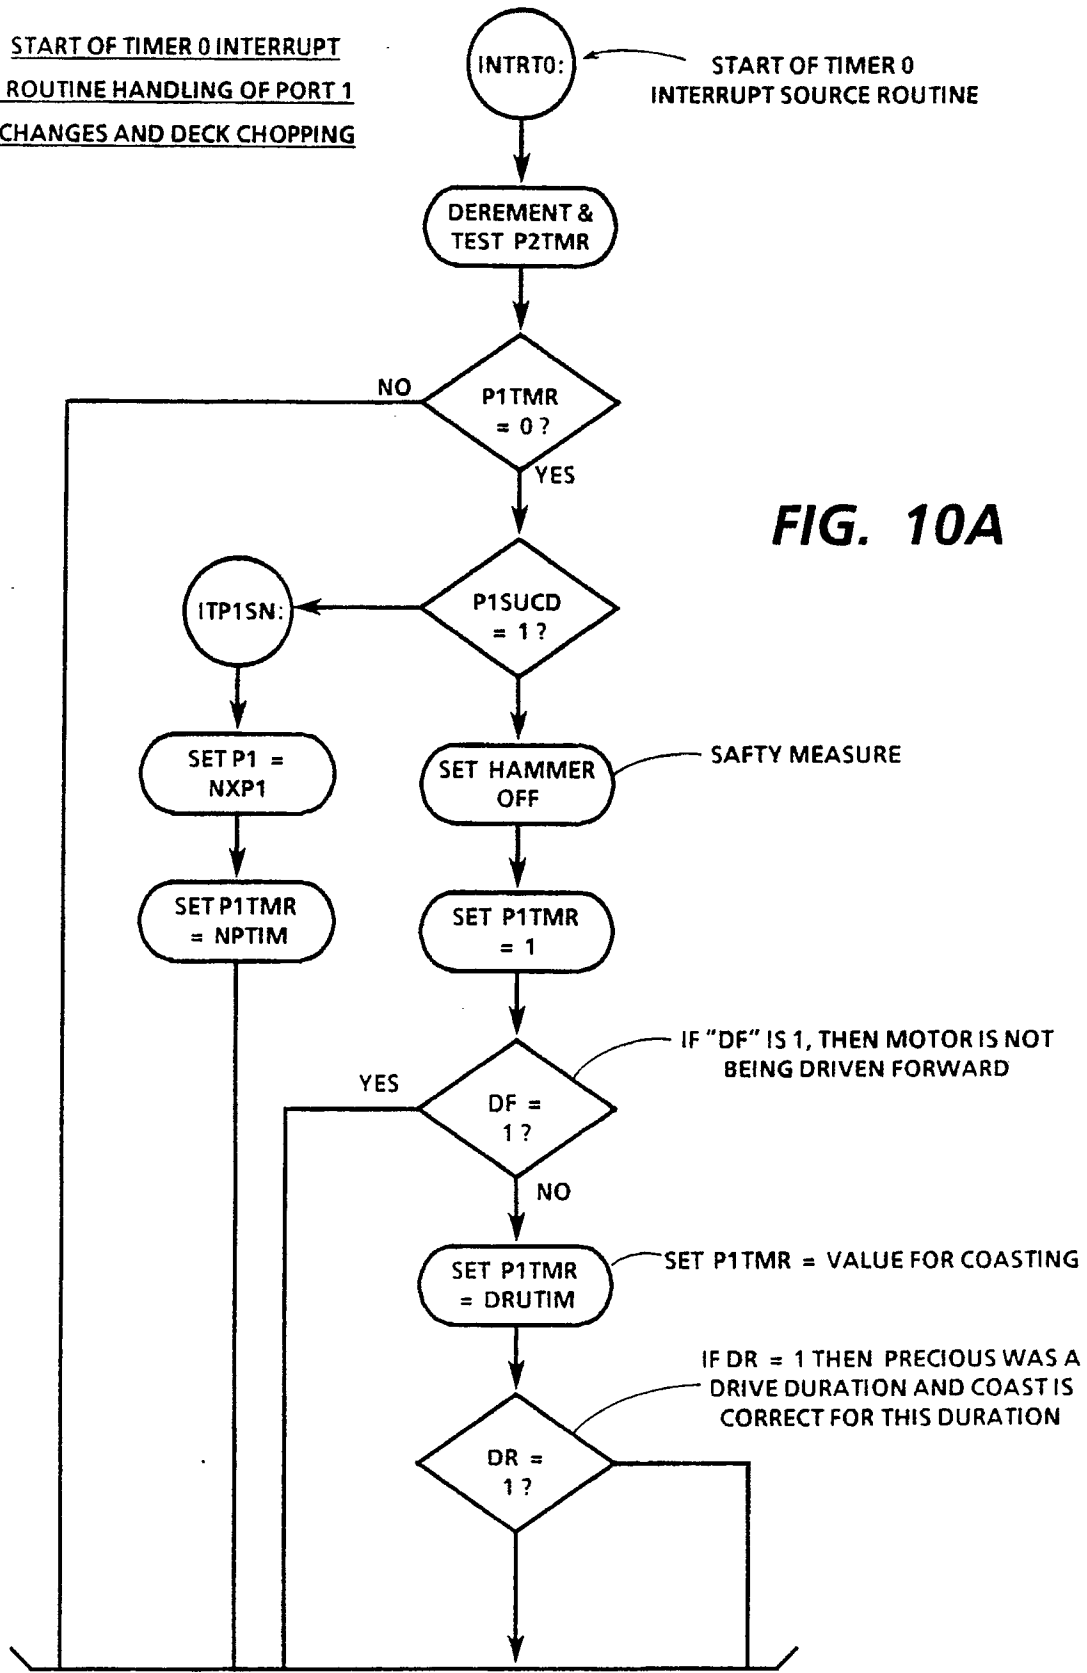 START OF TIMER 0 INTERRUPT
ROUTINE HANDLING OF PORT 1
CHANGES AND DECK CHOPPING
INTRT0:
START OF TIMER 0
INTERRUPT SOURCE ROUTINE
DEREMENT &
TEST P2TMR
P1TMR
= 0 ?
NO
YES
FIG. 10A
P1SUCD
= 1 ?
ITP1SN:
SET P1 =
NXP1
SET HAMMER
OFF
SAFTY MEASURE
SET P1TMR
= NPTIM
SET P1TMR
= 1
IF "DF" IS 1, THEN MOTOR IS NOT
BEING DRIVEN FORWARD
YES
DF =
1 ?
NO
SET P1TMR
= DRUTIM
SET P1TMR = VALUE FOR COASTING
IF DR = 1 THEN PRECIOUS WAS A
DRIVE DURATION AND COAST IS
CORRECT FOR THIS DURATION
DR =
1 ?